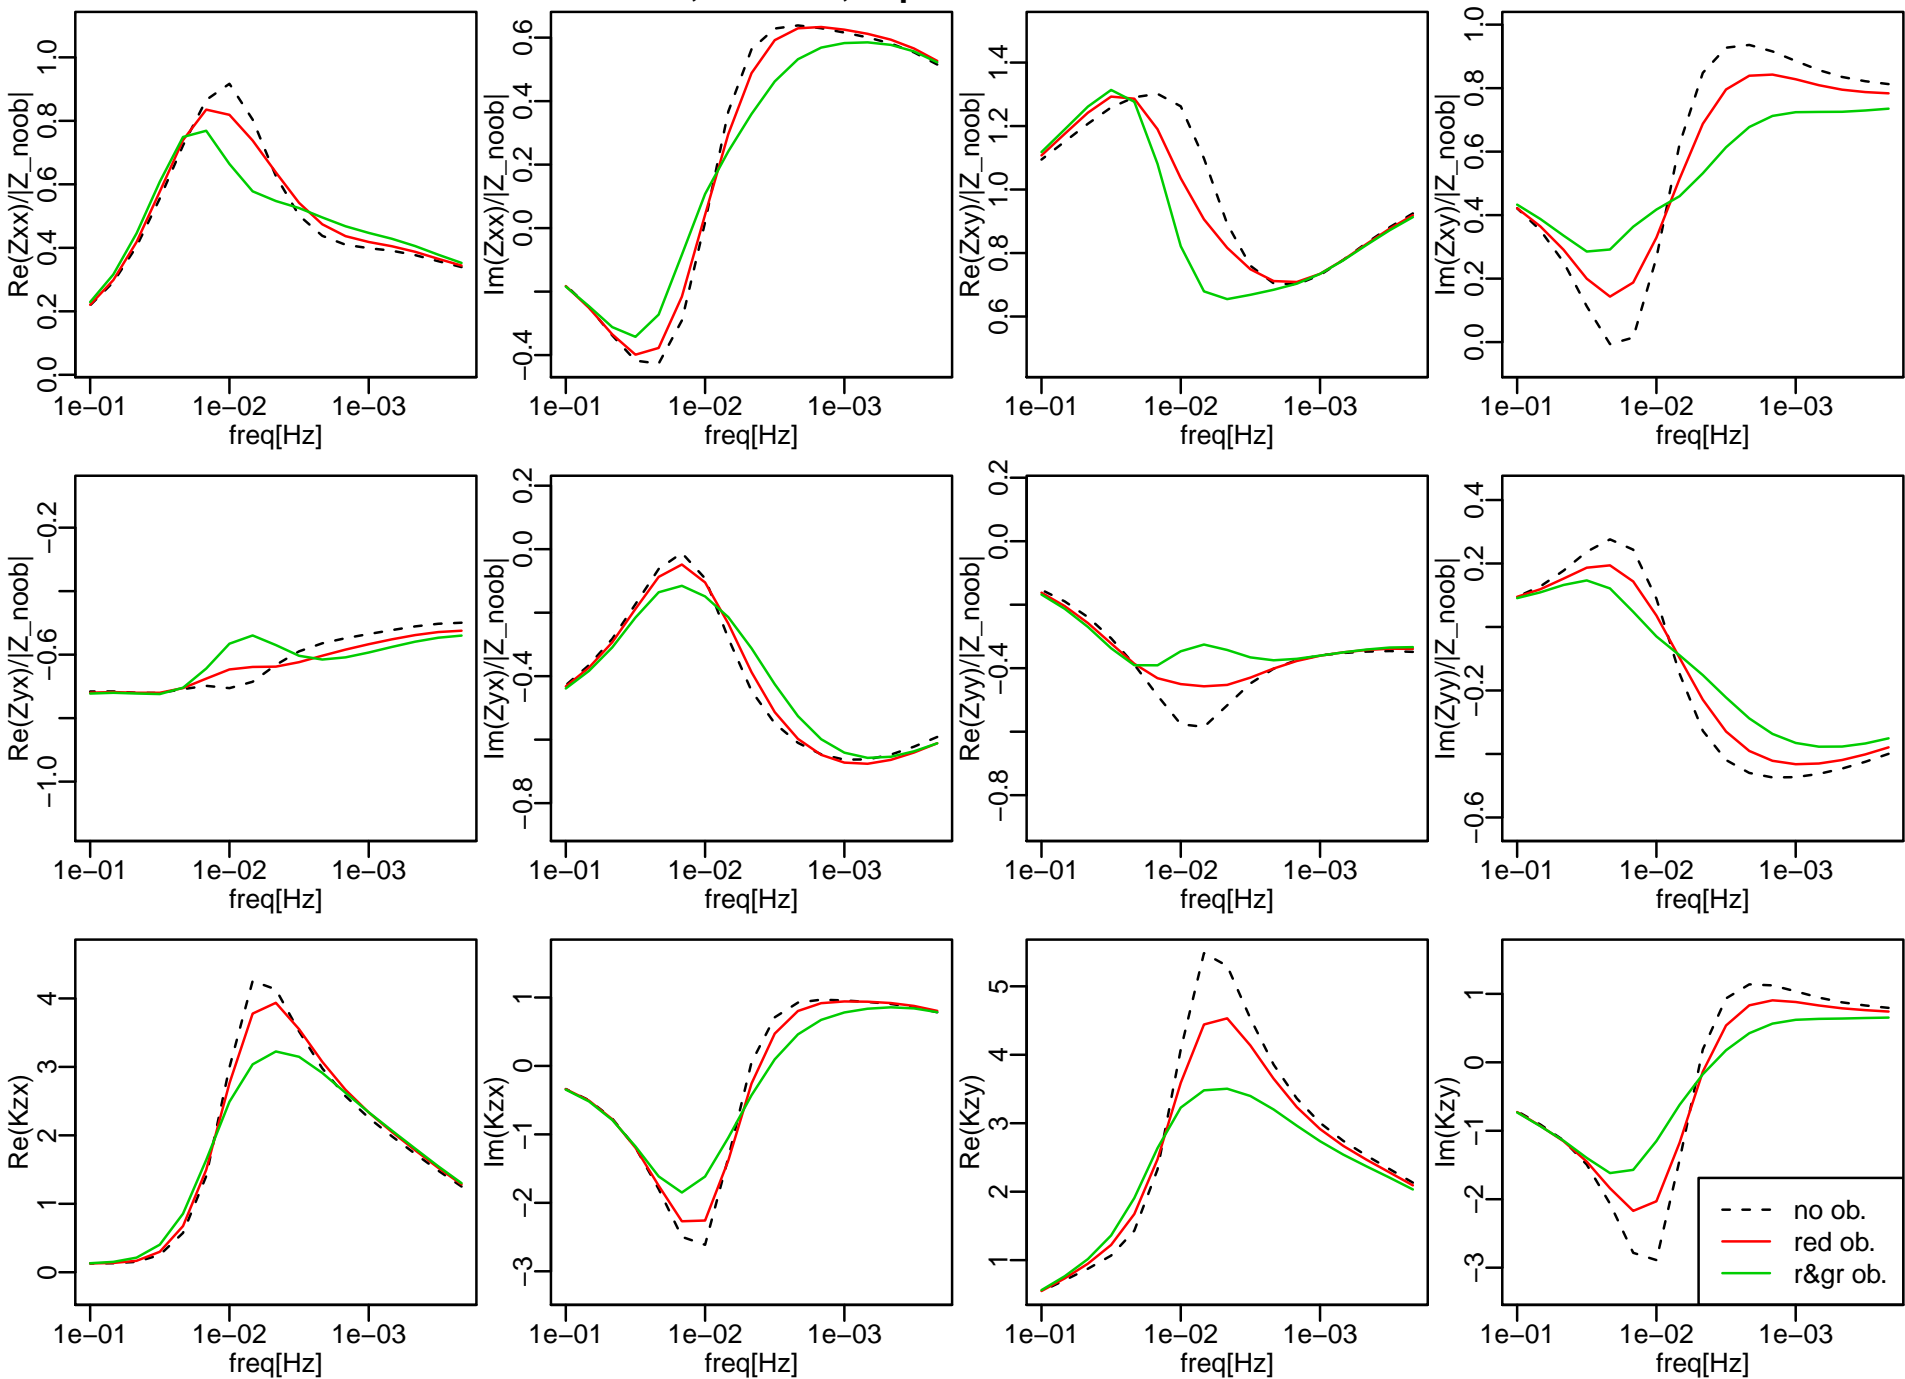 Re(Zxx)/|Z_noob|
0.0 0.2 0.4 0.6 0.8 1.0
1e−01 1e−02 1e−03
freq[Hz]
Im(Zxx)/|Z_noob|
−0.4 0.0 0.2 0.4 0.6
1e−01 1e−02 1e−03
freq[Hz]
Re(Zxy)/|Z_noob|
0.6 0.8 1.0 1.2 1.4
1e−01 1e−02 1e−03
freq[Hz]
Im(Zxy)/|Z_noob|
0.0 0.2 0.4 0.6 0.8 1.0
1e−01 1e−02 1e−03
freq[Hz]
Re(Zyx)/|Z_noob|
−1.0 −0.6 −0.2
1e−01 1e−02 1e−03
freq[Hz]
Im(Zyx)/|Z_noob|
−0.8 −0.4 0.0 0.2
1e−01 1e−02 1e−03
freq[Hz]
Re(Zyy)/|Z_noob|
−0.8 −0.4 0.0 0.2
1e−01 1e−02 1e−03
freq[Hz]
Im(Zyy)/|Z_noob|
−0.6 −0.2 0.2 0.4
1e−01 1e−02 1e−03
freq[Hz]
Re(Kzx)
0 1 2 3 4
1e−01 1e−02 1e−03
freq[Hz]
Im(Kzx)
−3 −2 −1 0 1
1e−01 1e−02 1e−03
freq[Hz]
Re(Kzy)
1 2 3 4 5
1e−01 1e−02 1e−03
freq[Hz]
Im(Kzy)
−3 −2 −1 0 1
1e−01 1e−02 1e−03
freq[Hz]
no ob.
red ob.
r&gr ob.